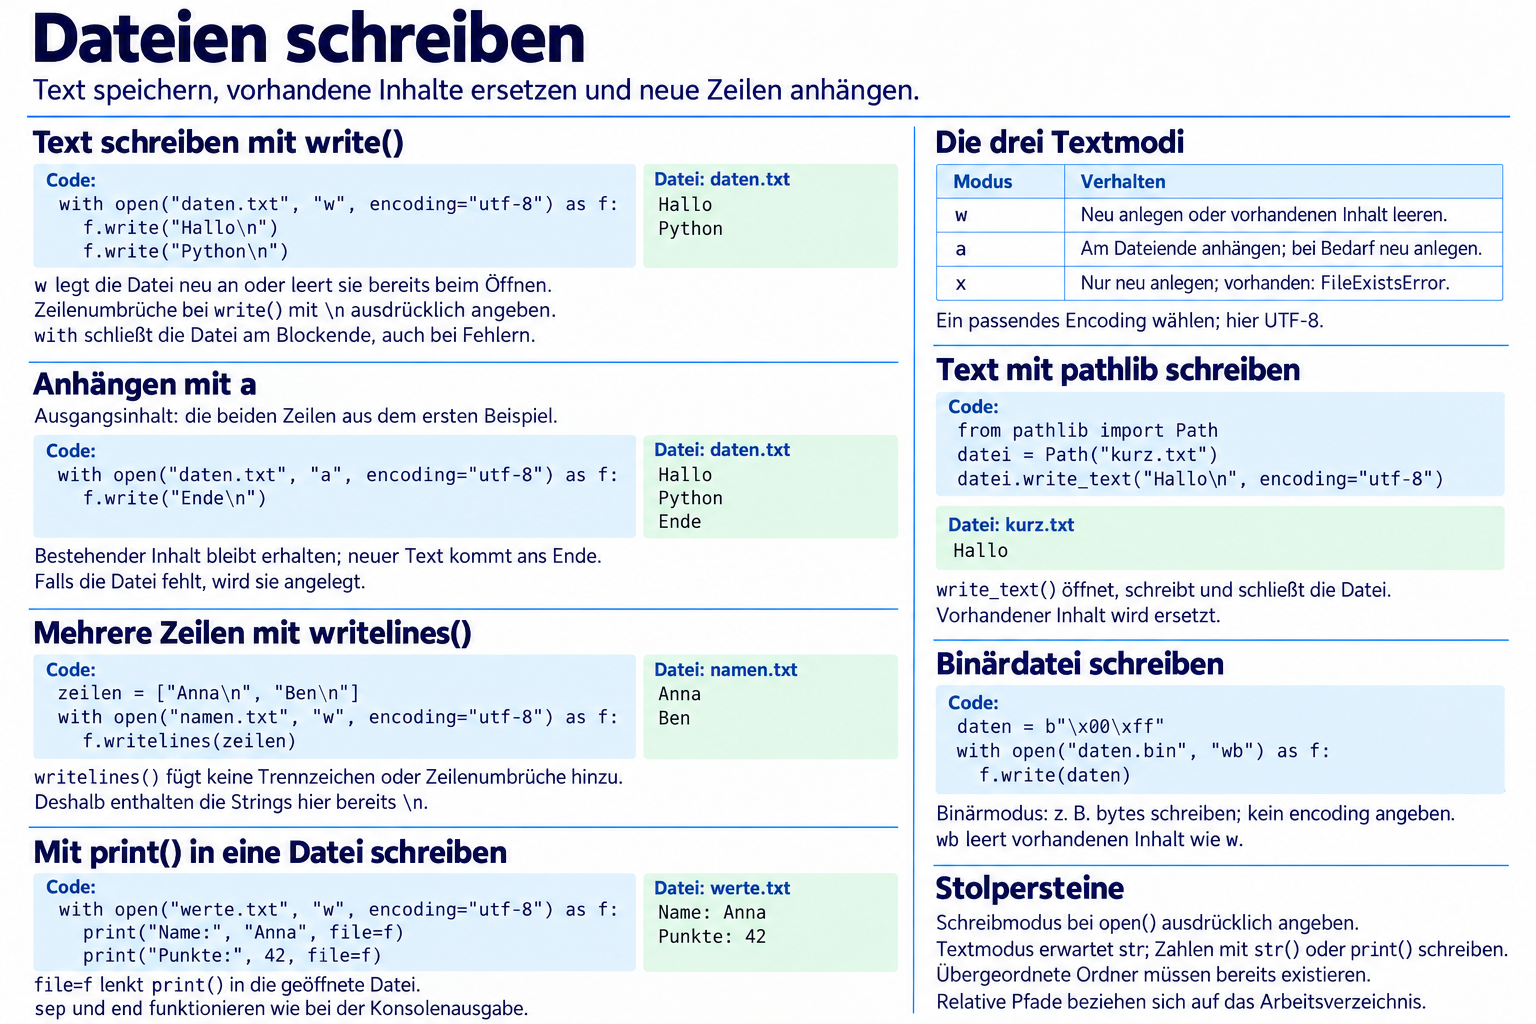 Dateien schreiben
Text speichern, vorhandene Inhalte ersetzen und neue Zeilen anhängen.
Text schreiben mit write()
Code:
with open("daten.txt", "w", encoding="utf-8") as f:
f.write("Hallo\n")
f.write("Python\n")
Datei: daten.txt
Hallo
Python
w legt die Datei neu an oder leert sie bereits beim Öffnen.
Zeilenumbrüche bei write() mit \n ausdrücklich angeben.
with schließt die Datei am Blockende, auch bei Fehlern.
Anhängen mit a
Ausgangsinhalt: die beiden Zeilen aus dem ersten Beispiel.
Code:
with open("daten.txt", "a", encoding="utf-8") as f:
f.write("Ende\n")
Datei: daten.txt
Hallo
Python
Ende
Bestehender Inhalt bleibt erhalten; neuer Text kommt ans Ende.
Falls die Datei fehlt, wird sie angelegt.
Mehrere Zeilen mit writelines()
Code:
zeilen = ["Anna\n", "Ben\n"]
with open("namen.txt", "w", encoding="utf-8") as f:
f.writelines(zeilen)
Datei: namen.txt
Anna
Ben
writelines() fügt keine Trennzeichen oder Zeilenumbrüche hinzu.
Deshalb enthalten die Strings hier bereits \n.
Mit print() in eine Datei schreiben
Code:
with open("werte.txt", "w", encoding="utf-8") as f:
print("Name:", "Anna", file=f)
print("Punkte:", 42, file=f)
Datei: werte.txt
Name: Anna
Punkte: 42
file=f lenkt print() in die geöffnete Datei.
sep und end funktionieren wie bei der Konsolenausgabe.
Die drei Textmodi
Modus Verhalten
w Neu anlegen oder vorhandenen Inhalt leeren.
a Am Dateiende anhängen; bei Bedarf neu anlegen.
x Nur neu anlegen; vorhanden: FileExistsError.
Ein passendes Encoding wählen; hier UTF-8.
Text mit pathlib schreiben
Code:
from pathlib import Path
datei = Path("kurz.txt")
datei.write_text("Hallo\n", encoding="utf-8")
Datei: kurz.txt
Hallo
write_text() öffnet, schreibt und schließt die Datei.
Vorhandener Inhalt wird ersetzt.
Binärdatei schreiben
Code:
daten = b"\x00\xff"
with open("daten.bin", "wb") as f:
f.write(daten)
Binärmodus: z. B. bytes schreiben; kein encoding angeben.
wb leert vorhandenen Inhalt wie w.
Stolpersteine
Schreibmodus bei open() ausdrücklich angeben.
Textmodus erwartet str; Zahlen mit str() oder print() schreiben.
Übergeordnete Ordner müssen bereits existieren.
Relative Pfade beziehen sich auf das Arbeitsverzeichnis.